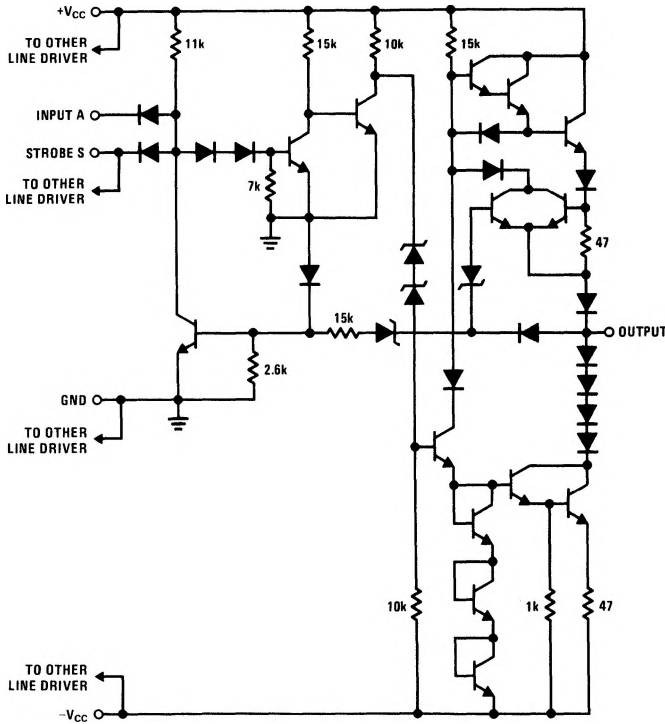 +VCC
TO OTHER
LINE DRIVER
11k
15k
10k
15k
INPUT A
STROBE S
TO OTHER
LINE DRIVER
7k
47
15k
OUTPUT
2.6k
GND
TO OTHER
LINE DRIVER
10k
1k
47
TO OTHER
LINE DRIVER
−VCC